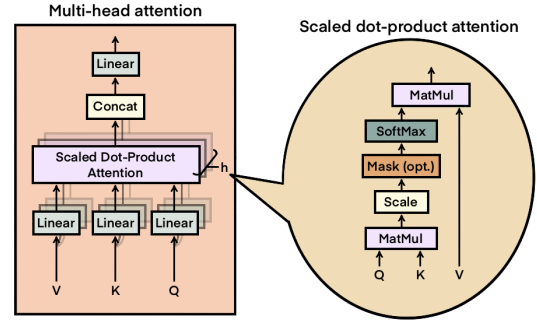 Multi-head attention
Linear
Concat
Scaled Dot-Product
Attention
h
Linear
Linear
Linear
V
K
Q
Scaled dot-product attention
MatMul
SoftMax
Mask (opt.)
Scale
MatMul
Q
K
V